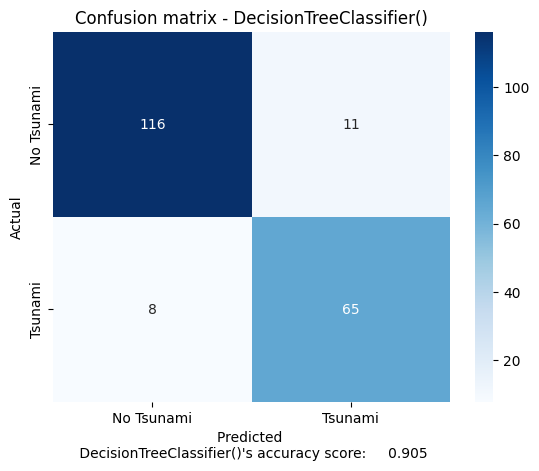 Confusion matrix - DecisionTreeClassifier()
No Tsunami
Tsunami
Actual
116
11
8
65
100
80
60
40
20
No Tsunami
Tsunami
Predicted
DecisionTreeClassifier()'s accuracy score: 0.905